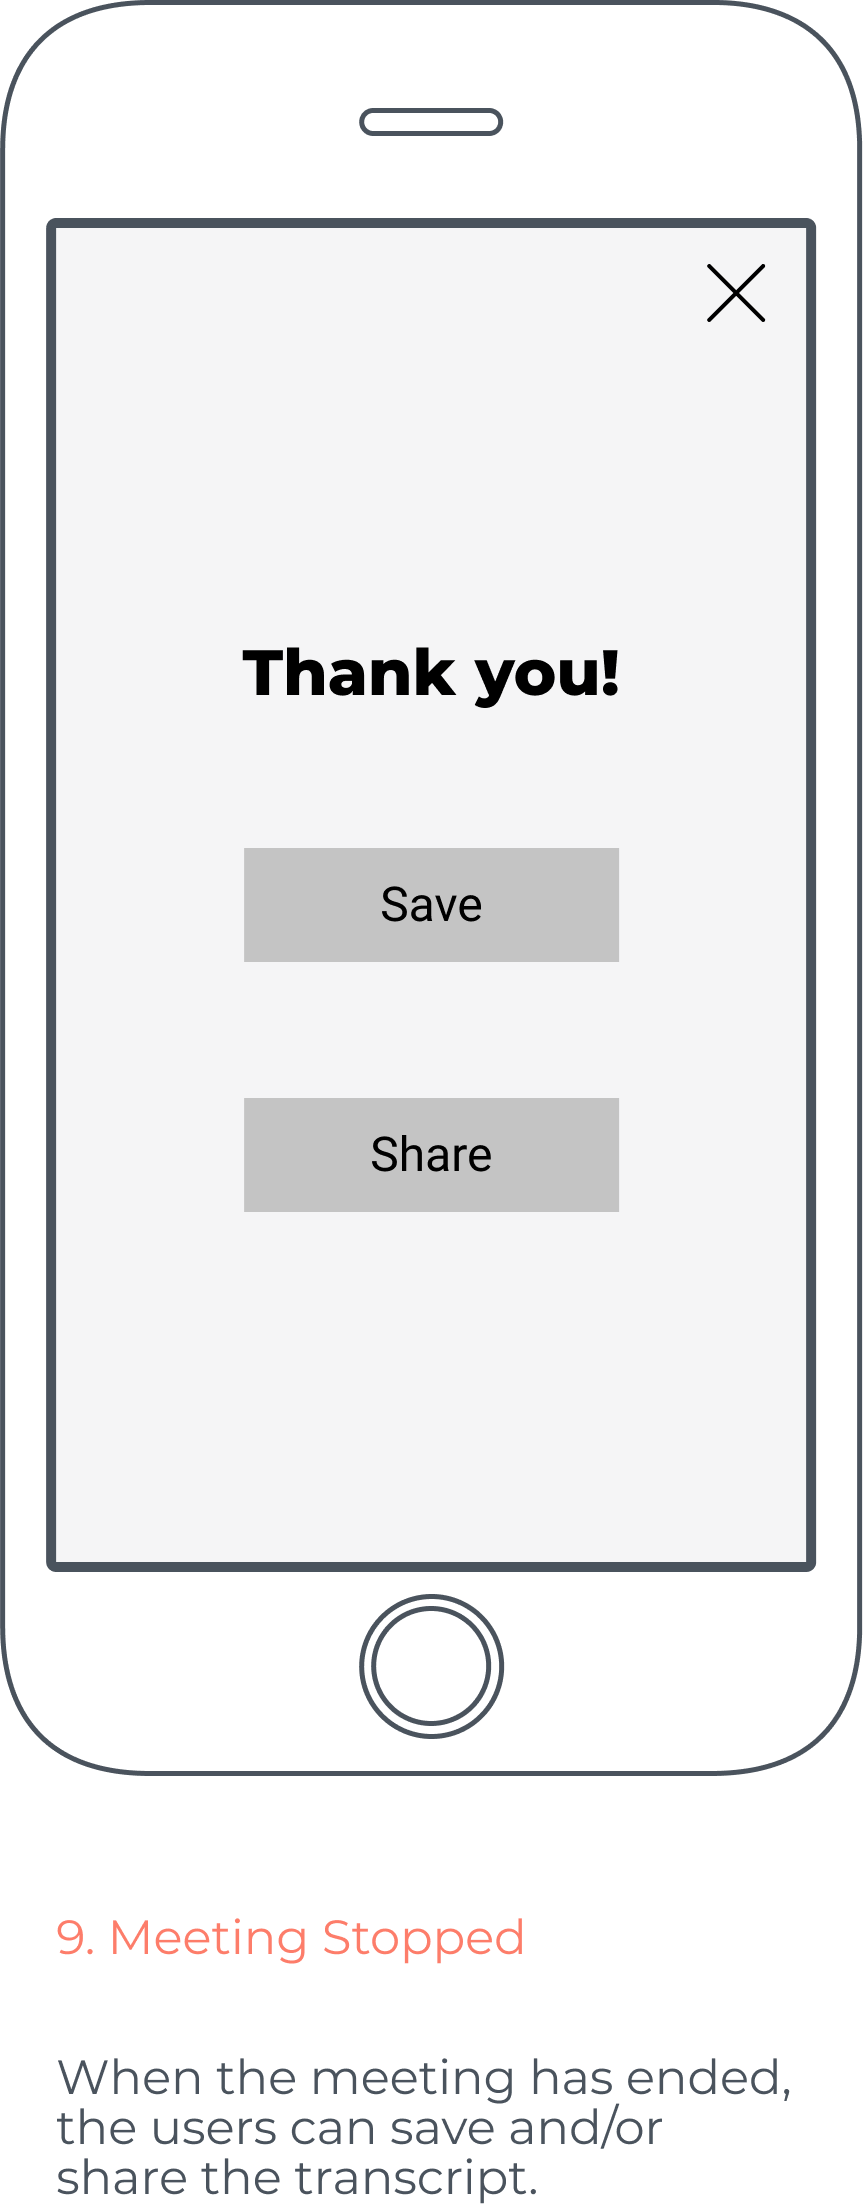 Thank you!
Save
Share
9. Meeting Stopped
When the meeting has ended,
the users can save and/or
share the transcript.